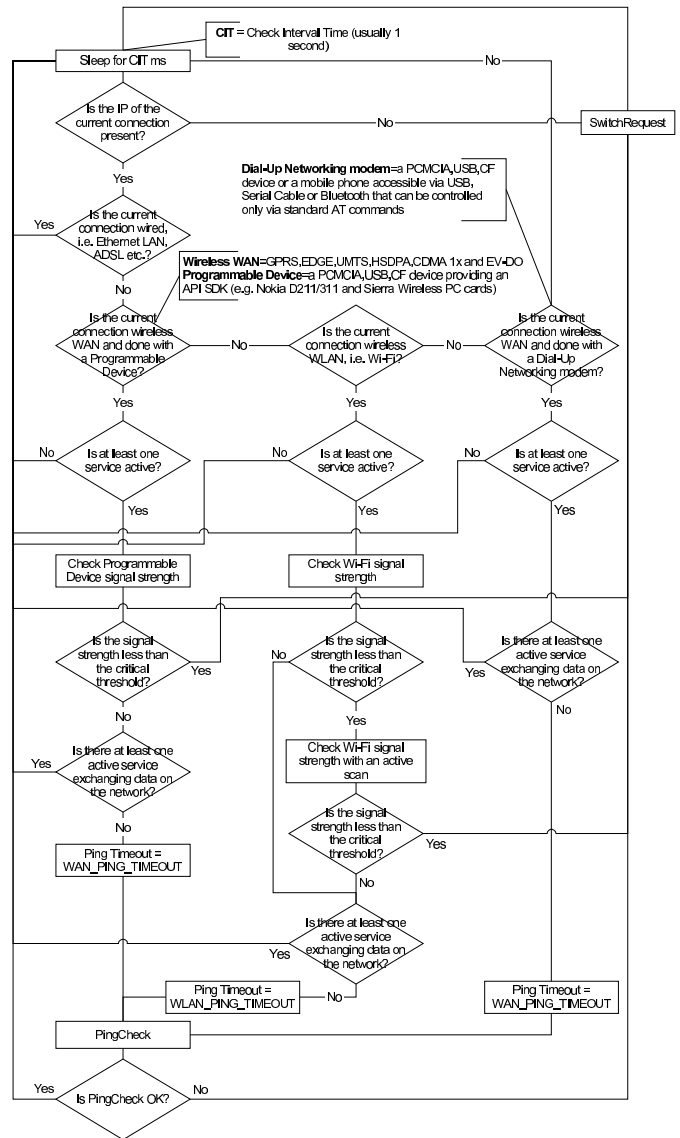 CIT = Check Interval Time (usually 1
second)
Sleep for CIT ms
No
Is the IP of the
current connection
present?
No
SwitchRequest
Yes
Dial-Up Networking modem=a PCMCIA,USB,CF
device or a mobile phone accessible via USB,
Serial Cable or Bluetooth that can be controlled
only via standard AT commands
Yes
Is the current
connection wired,
i.e. Ethernet LAN,
ADSL etc.?
Wireless WAN=GPRS,EDGE,UMTS,HSDPA,CDMA 1x and EV-DO
Programmable Device=a PCMCIA,USB,CF device providing an
API SDK (e.g. Nokia D211/311 and Sierra Wireless PC cards)
No
Is the current
connection wireless
WAN and done with
a Programmable
Device?
No
Is the current
connection wireless
WLAN, i.e. Wi-Fi?
No
Is the current
connection wireless
WAN and done with
a Dial-Up
Networking modem?
Yes
Yes
Yes
No
Is at least one
service active?
No
Is at least one
service active?
No
Is at least one
service active?
Yes
Yes
Yes
Check Programmable
Device signal strength
Check Wi-Fi signal
strength
Is the signal
strength less than
the critical
threshold?
Yes
No
Is the signal
strength less than
the critical
threshold?
Yes
Is there at least one
active service
exchanging data on
the network?
No
Yes
No
Yes
Is there at least one
active service
exchanging data on
the network?
Check Wi-Fi signal
strength with an active
scan
No
Is the signal
strength less than
the critical
threshold?
Yes
Ping Timeout =
WAN_PING_TIMEOUT
No
Is there at least one
active service
exchanging data on
the network?
Yes
No
Ping Timeout =
WLAN_PING_TIMEOUT
Ping Timeout =
WAN_PING_TIMEOUT
PingCheck
Yes
Is PingCheck OK?
No